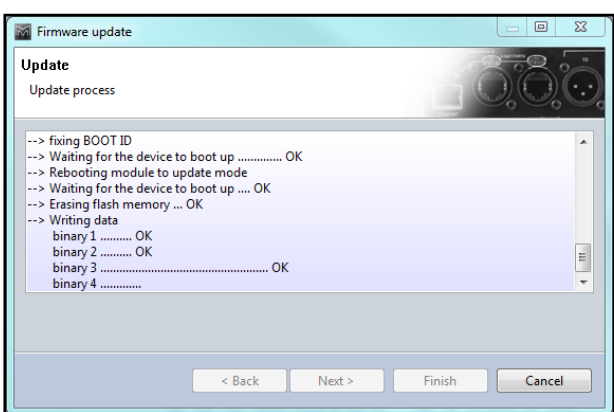 Firmware update
Update
Update process
--> fixing BOOT ID
--> Waiting for the device to boot up .............. OK
--> Rebooting module to update mode
--> Waiting for the device to boot up .... OK
--> Erasing flash memory ... OK
--> Writing data
binary 1 .......... OK
binary 2 .......... OK
binary 3 ...................................................... OK
binary 4 .............
< Back
Next >
Finish
Cancel